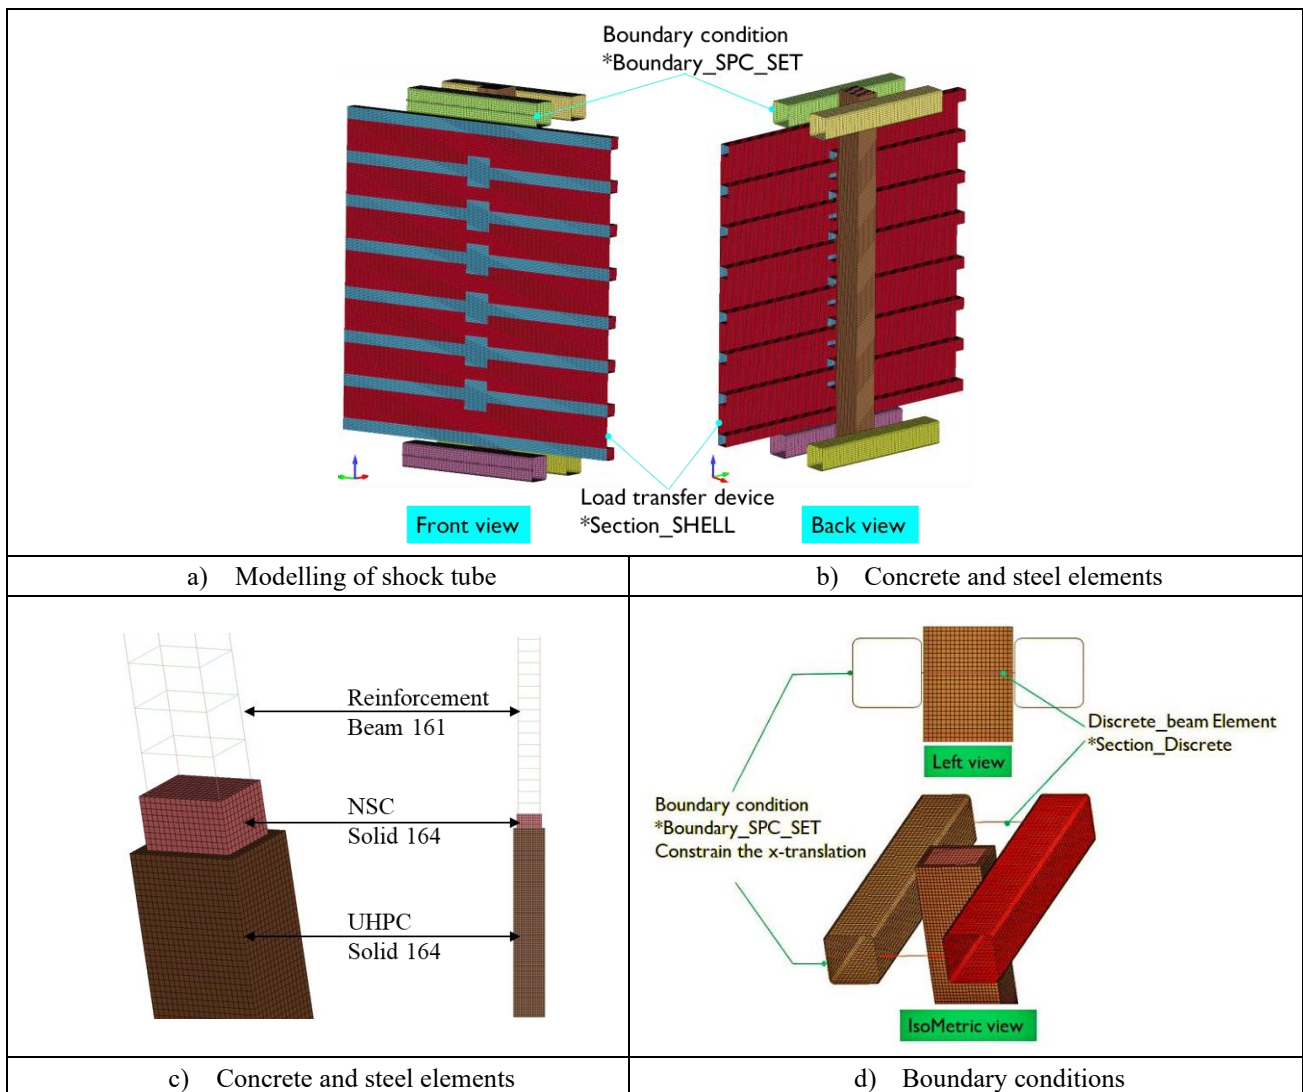 Boundary condition
*Boundary_SPC_SET
Load transfer device
*Section_SHELL
Front view
Back view
a) Modelling of shock tube
b) Concrete and steel elements
Reinforcement
Beam 161
NSC
Solid 164
UHPC
Solid 164
Left view
Discrete_beam Element
*Section_Discrete
Boundary condition
*Boundary_SPC_SET
Constrain the x-translation
IsoMetric view
c) Concrete and steel elements
d) Boundary conditions